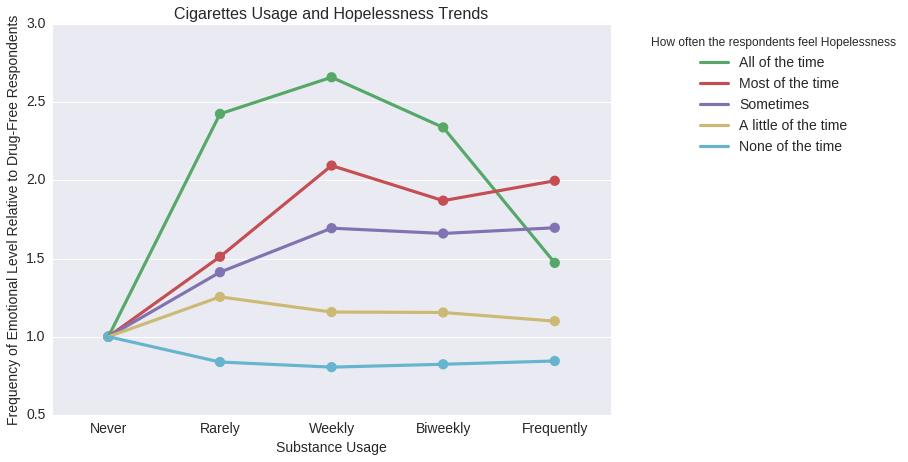 Cigarettes Usage and Hopelessness Trends
Frequency of Emotional Level Relative to Drug-Free Respondents
3.0
2.5
2.0
1.5
1.0
0.5
Never Rarely Weekly Biweekly Frequently
Substance Usage
How often the respondents feel Hopelessness
All of the time
Most of the time
Sometimes
A little of the time
None of the time